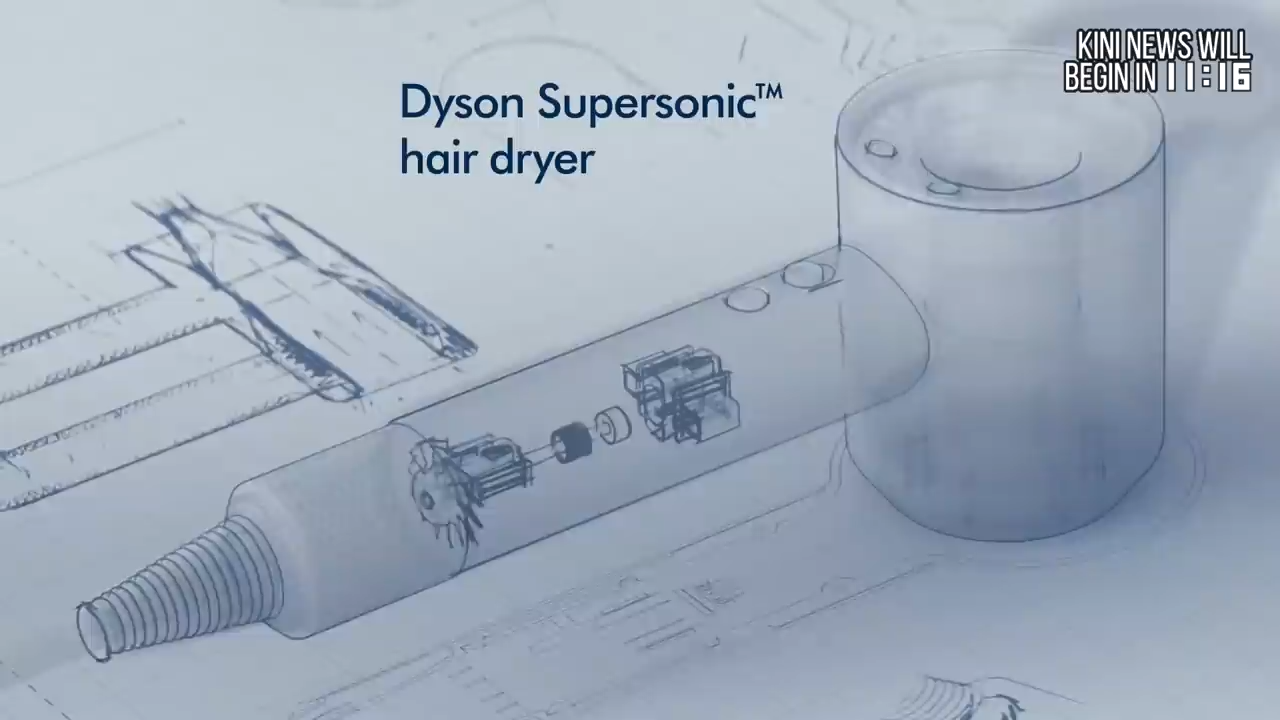 Dyson Supersonic™
hair dryer
KINI NEWS WILL
BEGIN IN 11:16